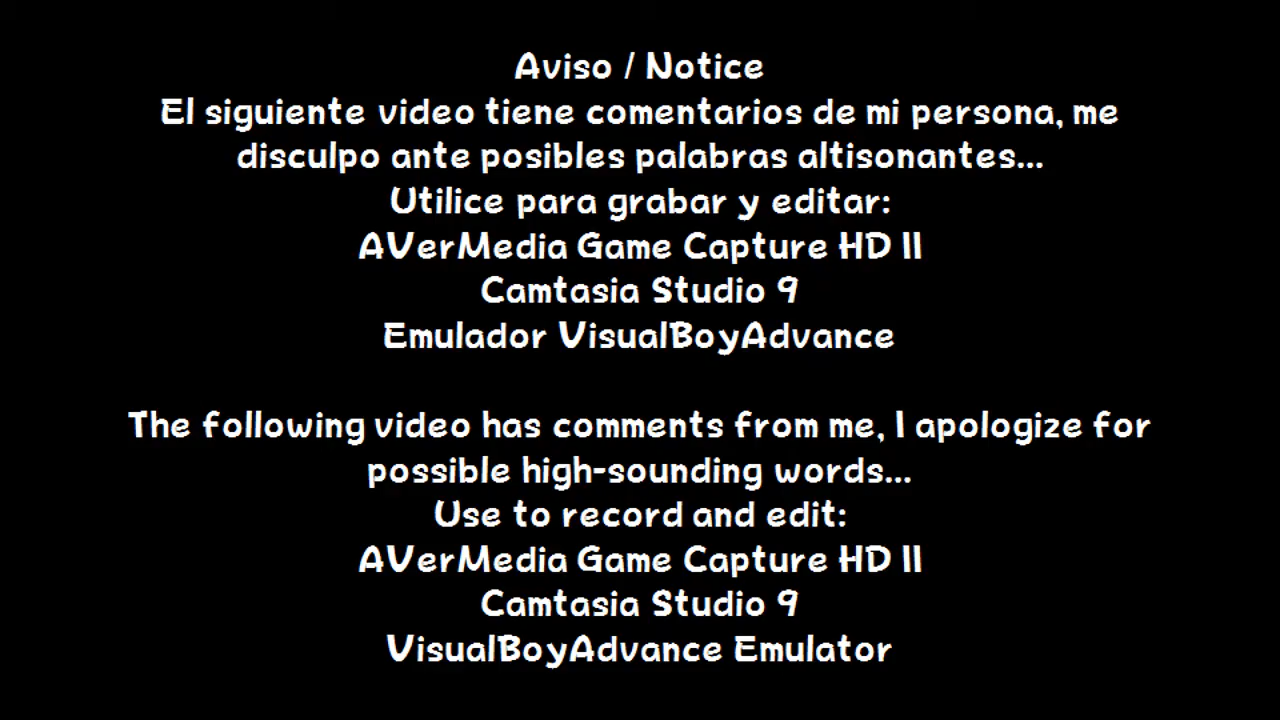 Aviso / Notice
El siguiente video tiene comentarios de mi persona, me
disculpo ante posibles palabras altisonantes...
Utilice para grabar y editar:
AVerMedia Game Capture HD II
Camtasia Studio 9
Emulador VisualBoyAdvance
The following video has comments from me, I apologize for
possible high-sounding words...
Use to record and edit:
AVerMedia Game Capture HD II
Camtasia Studio 9
VisualBoyAdvance Emulator